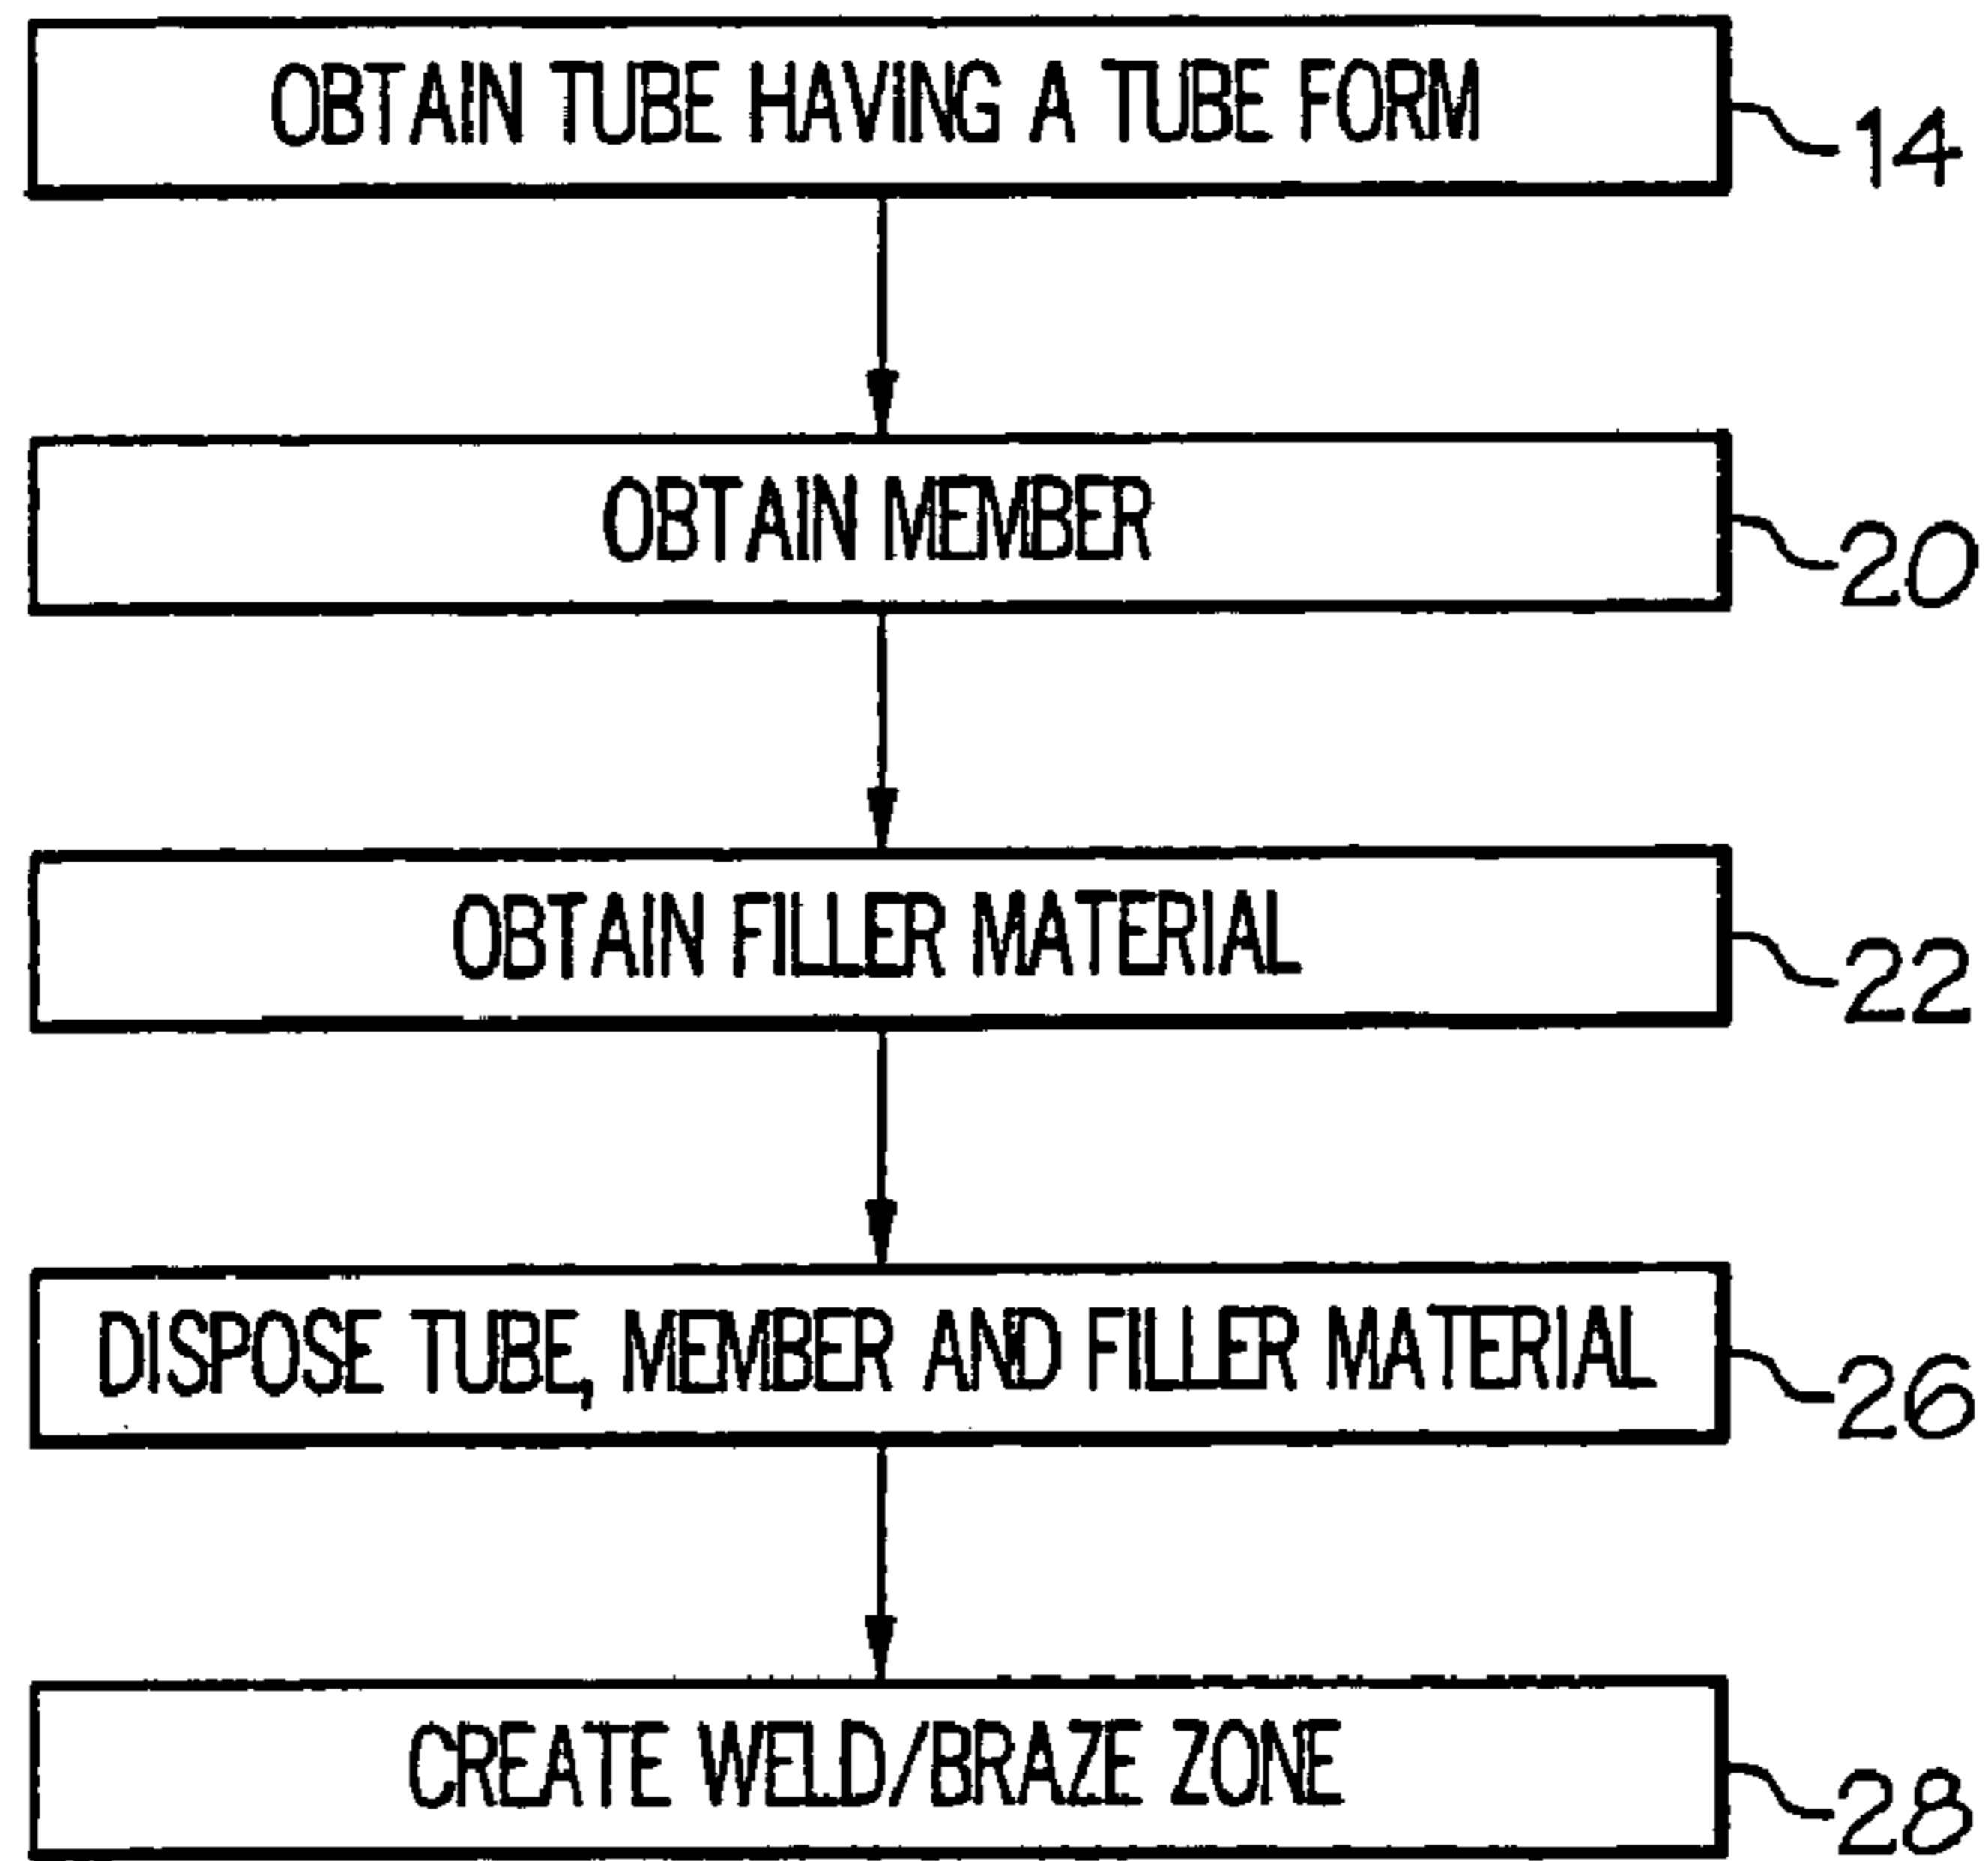 OBTAIN TUBE HAVING A TUBE FORM
14
OBTAIN MEMBER
20
OBTAIN FILLER MATERIAL
22
DISPOSE TUBE, MEMBER AND FILLER MATERIAL
26
CREATE WELD/BRAZE ZONE
28